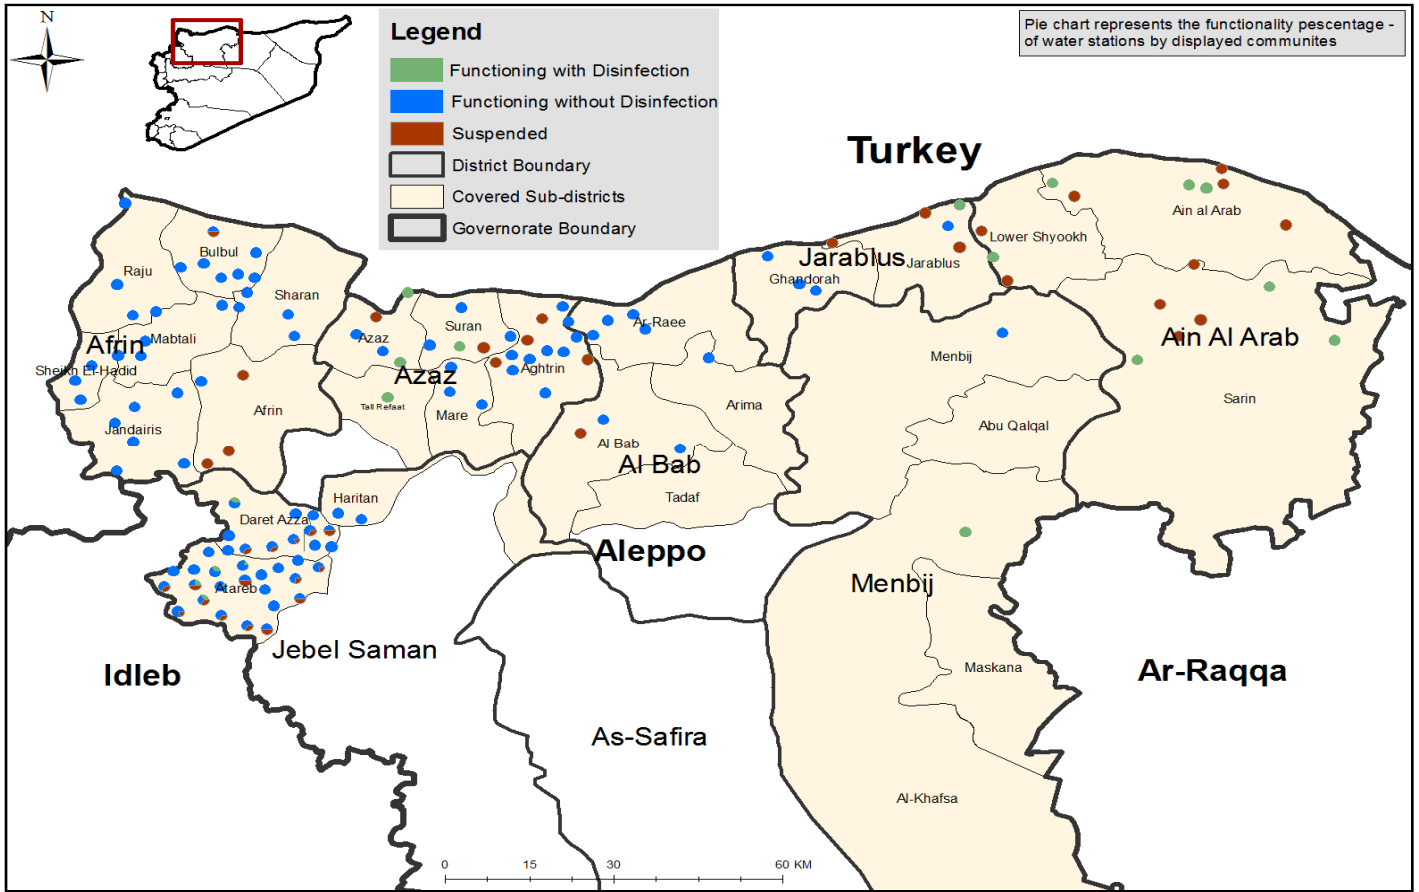 N
Pie chart represents the functionality pescentage -
of water stations by displayed communites
Legend
Functioning with Disinfection
Functioning without Disinfection
Suspended
District Boundary
Covered Sub-districts
Governorate Boundary
Turkey
Ain al Arab
Lower Shyookh
Bulbul
Raju
Sharan
Jarablus
Jarablus
Ghandorah
Ar-Raee
Suran
Azaz
Mabtali
Afrin
Ain Al Arab
Menbij
Sheikh El-Hadid
Azaz
Aghtrin
Tall Refaat
Mare
Afrin
Arima
Sarin
Jandairis
Al Bab
Abu Qalqal
Al Bab
Tadaf
Haritan
Daret Azza
Aleppo
Atareb
Menbij
Jebel Saman
Idleb
Maskana
Ar-Raqqa
As-Safira
Al-Khafsa
0 15 30 60 KM